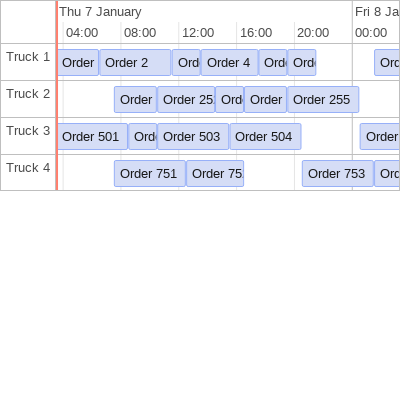 Thu 7 January Fri 8 Ja
04:00 08:00 12:00 16:00 20:00 00:00
Truck 1 Order Order 2 Ord Order 4 Ord Ord Ord
Truck 2 Order Order 25 Ord Order Order 255
Truck 3 Order 501 Ord Order 503 Order 504 Order
Truck 4 Order 751 Order 75 Order 753 Ord